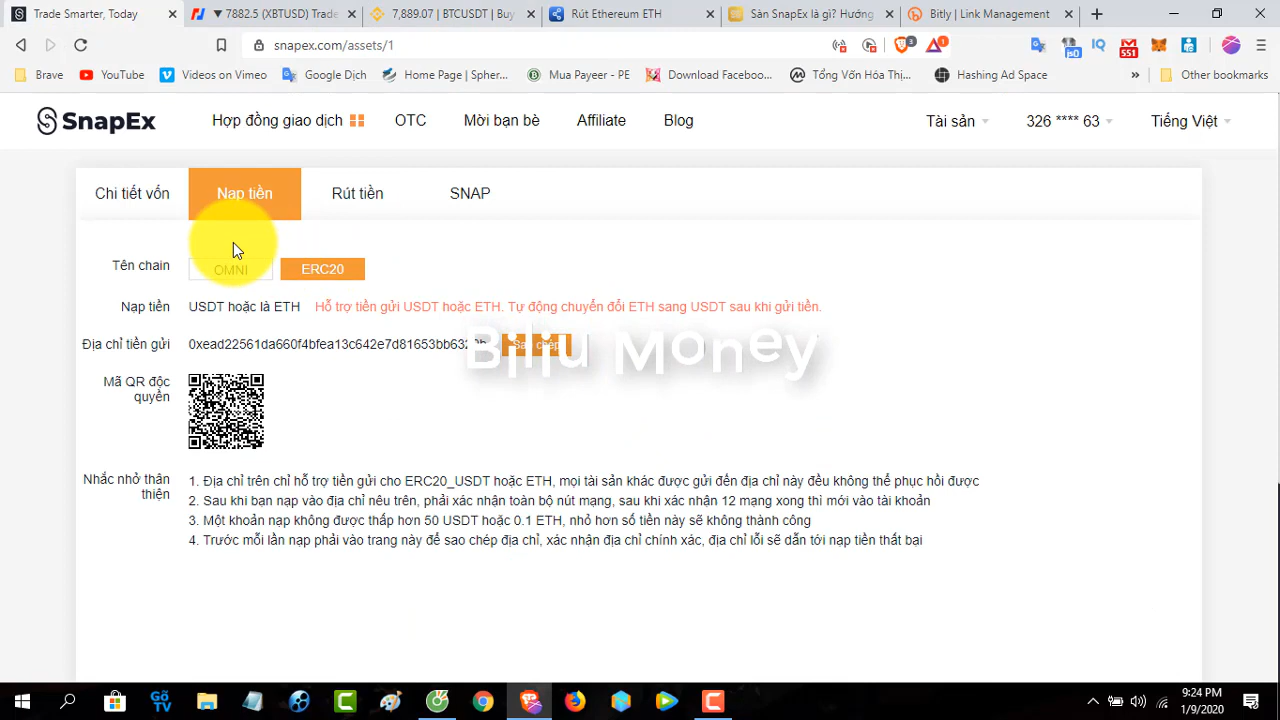 Trade Smarter, Today
▼ 7882.5 (XBTUSD) Trade
7,889.07 | BTCUSDT | Buy
Rút Ethereum ETH
Sàn SnapEx là gì? Hướng
Bitly | Link Management
snapex.com/assets/1
3
1
js0
IQ
551
Brave
YouTube
Videos on Vimeo
Google Dịch
Home Page | Spher...
Mua Payeer - PE
Download Faceboo...
Tổng Vốn Hóa Thị...
Hashing Ad Space
Other bookmarks
SnapEx
Hợp đồng giao dịch
OTC
Mời bạn bè
Affiliate
Blog
Tài sản
326 **** 63
Tiếng Việt
Chi tiết vốn
Nạp tiền
Rút tiền
SNAP
Tên chain
OMNI
ERC20
Nạp tiền
USDT hoặc là ETH
Hỗ trợ tiền gửi USDT hoặc ETH. Tự động chuyển đổi ETH sang USDT sau khi gửi tiền.
Địa chỉ tiền gửi
Sao chép
Bjlju Money
Mã QR độc
quyền
Nhắc nhở thân
thiện
1. Địa chỉ trên chỉ hỗ trợ tiền gửi cho ERC20_USDT hoặc ETH, mọi tài sản khác được gửi đến địa chỉ này đều không thể phục hồi được
2. Sau khi bạn nạp vào địa chỉ nêu trên, phải xác nhận toàn bộ nút mạng, sau khi xác nhận 12 mạng xong thì mới vào tài khoản
3. Một khoản nạp không được thấp hơn 50 USDT hoặc 0.1 ETH, nhỏ hơn số tiền này sẽ không thành công
4. Trước mỗi lần nạp phải vào trang này để sao chép địa chỉ, xác nhận địa chỉ chính xác, địa chỉ lỗi sẽ dẫn tới nạp tiền thất bại
GõTV
9:24 PM
1/9/2020